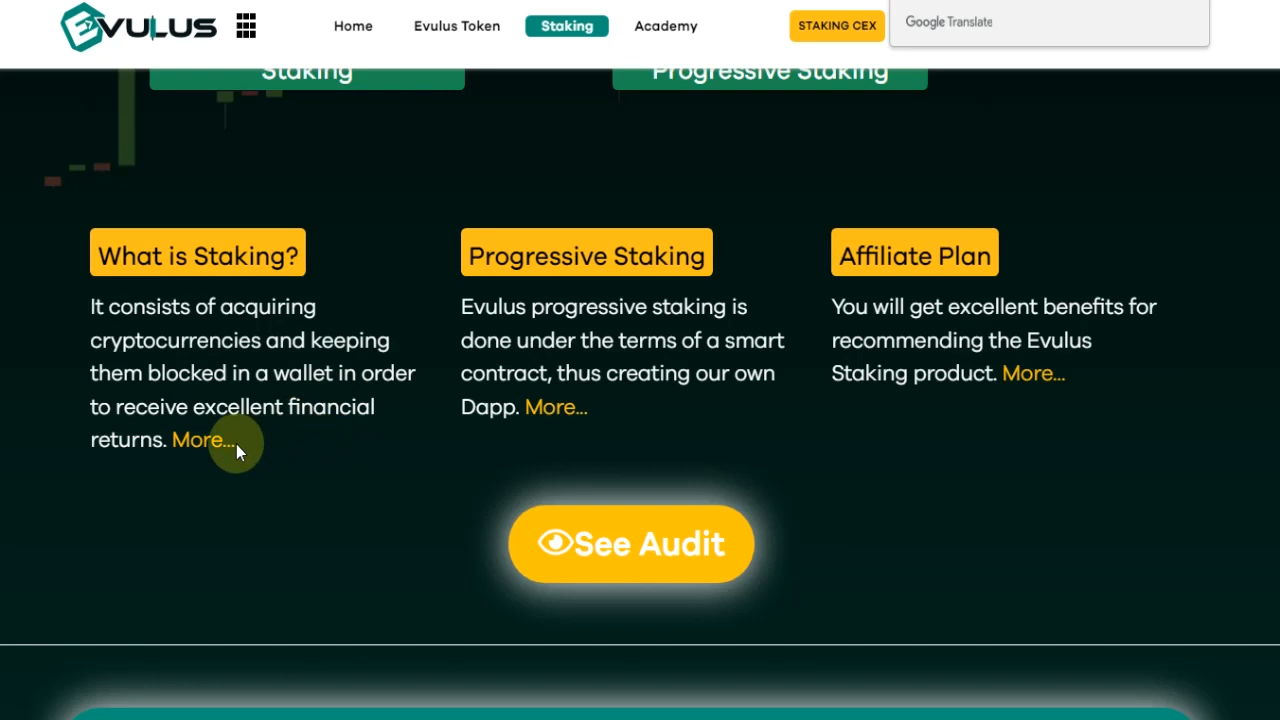 EVULUS
Home
Evulus Token
Staking
Academy
STAKING CEX
Google Translate
Staking
Progressive Staking
What is Staking?
It consists of acquiring
cryptocurrencies and keeping
them blocked in a wallet in order
to receive excellent financial
returns. More...
Progressive Staking
Evulus progressive staking is
done under the terms of a smart
contract, thus creating our own
Dapp. More...
Affiliate Plan
You will get excellent benefits for
recommending the Evulus
Staking product. More...
See Audit